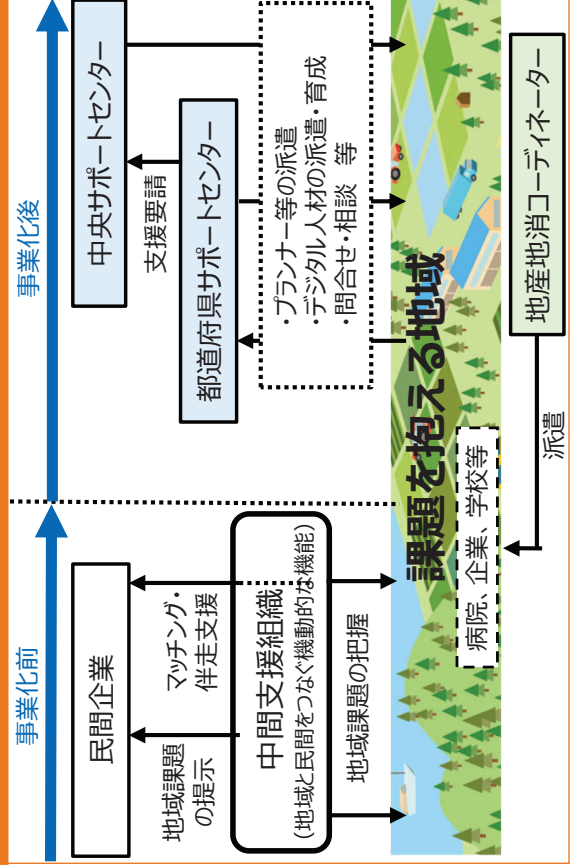 事業化前
事業化後
民間企業
地域課題
の提示
マッチング・
伴走支援
中間支援組織
(地域と民間をつなぐ機動的な機能)
地域課題の把握
中央サポートセンター
支援要請
都道府県サポートセンター
・プランナー等の派遣
・デジタル人材の派遣・育成
・問合せ・相談 等
課題を抱える地域
病院、企業、学校等
派遣
地産地消コーディネーター